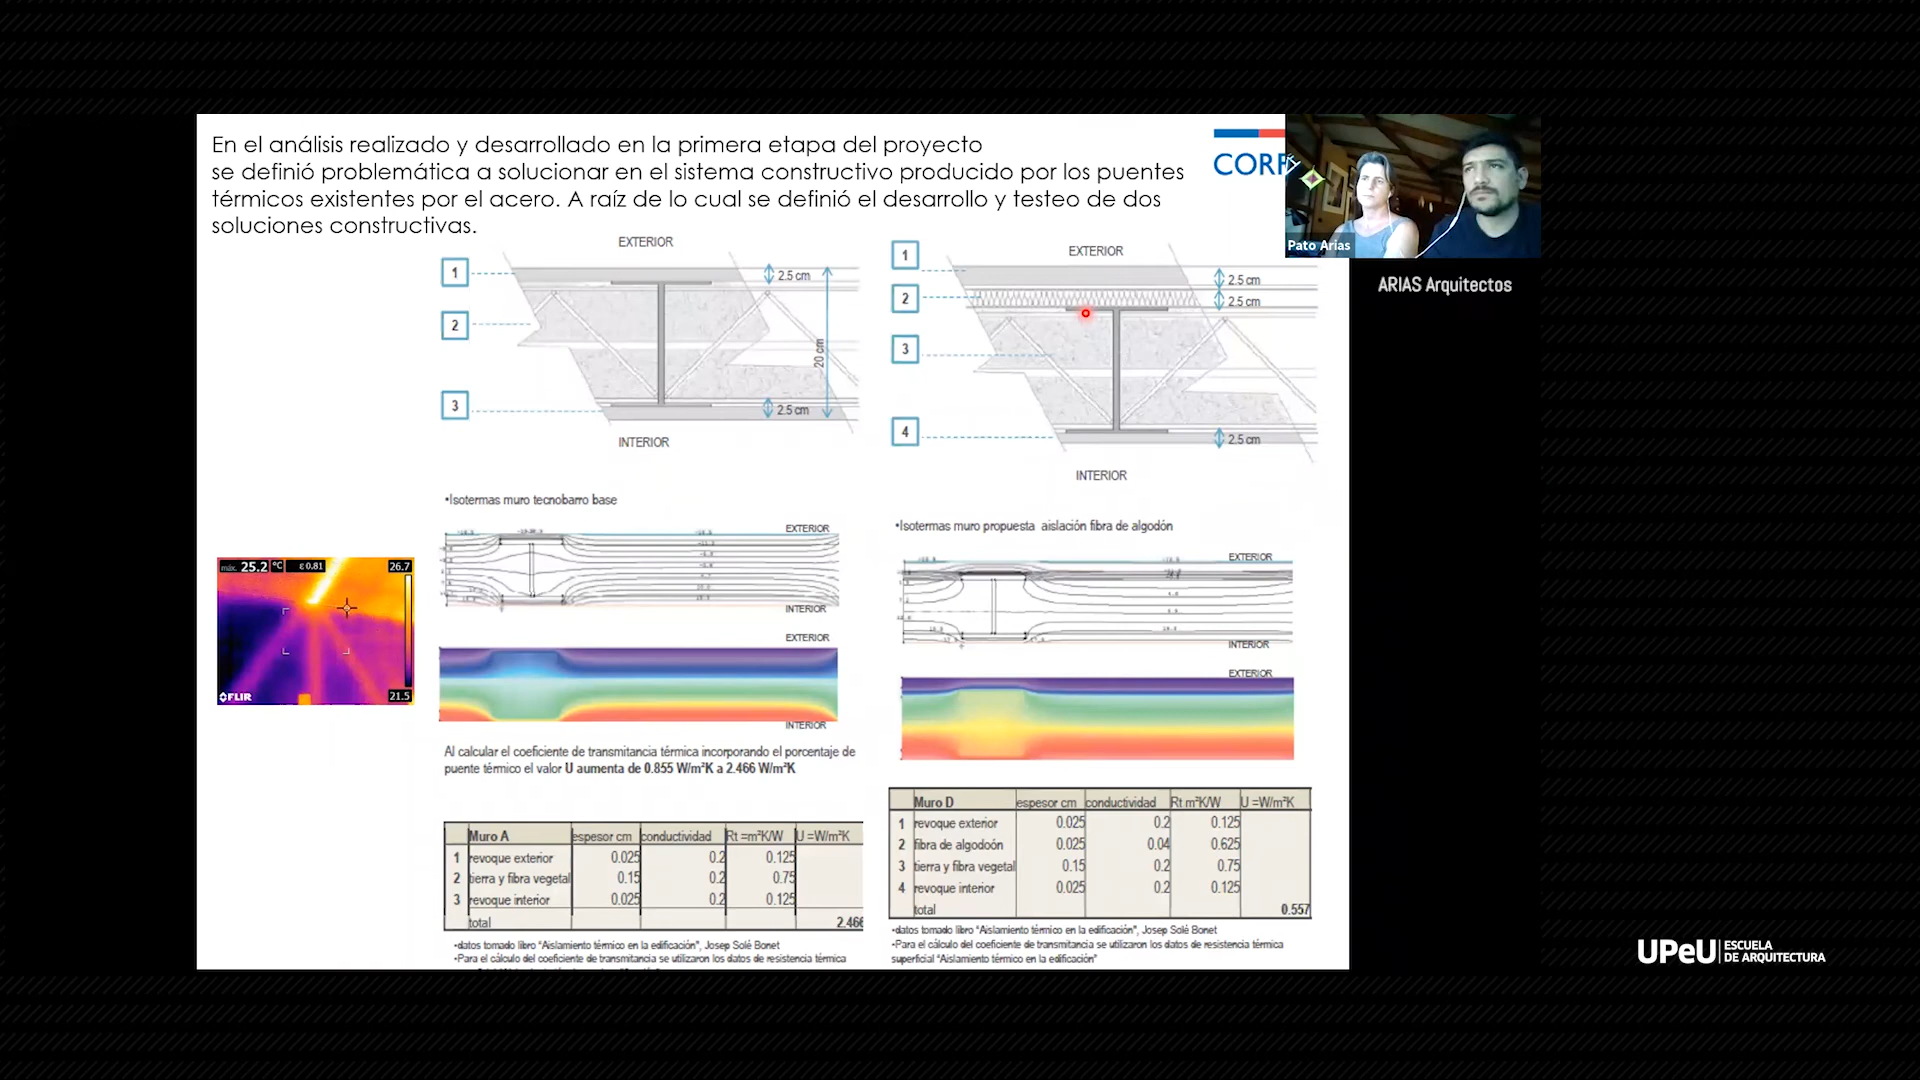 En el análisis realizado y desarrollado en la primera etapa del proyecto
se definió problemática a solucionar en el sistema constructivo producido por los puentes
térmicos existentes por el acero. A raíz de lo cual se definió el desarrollo y testeo de dos
soluciones constructivas.
CORF
Pato Arias
ARIAS Arquitectos
EXTERIOR
1
2.5 cm
2
20 cm
3
2.5 cm
INTERIOR
EXTERIOR
1
2.5 cm
2
2.5 cm
3
4
2.5 cm
INTERIOR
•Isotermas muro tecnobarro base
EXTERIOR
INTERIOR
EXTERIOR
INTERIOR
•Isotermas muro propuesta aislación fibra de algodón
EXTERIOR
INTERIOR
EXTERIOR
máx. 25.2 °C ε 0.81 26.7
FLIR 21.5
Al calcular el coeficiente de transmitancia térmica incorporando el porcentaje de
puente térmico el valor U aumenta de 0.855 W/m²K a 2.466 W/m²K
Muro A espesor cm conductividad Rt =m²K/W U =W/m²K
1 revoque exterior 0.025 0.2 0.125
2 tierra y fibra vegetal 0.15 0.2 0.75
3 revoque interior 0.025 0.2 0.125
total 2.466
•datos tomado libro "Aislamiento térmico en la edificación", Josep Solé Bonet
•Para el cálculo del coeficiente de transmitancia se utilizaron los datos de resistencia térmica
Muro D espesor cm conductividad Rt m²K/W U =W/m²K
1 revoque exterior 0.025 0.2 0.125
2 fibra de algodoón 0.025 0.04 0.625
3 tierra y fibra vegetal 0.15 0.2 0.75
4 revoque interior 0.025 0.2 0.125
total 0.557
•datos tomado libro "Aislamiento térmico en la edificación", Josep Solé Bonet
•Para el cálculo del coeficiente de transmitancia se utilizaron los datos de resistencia térmica
superficial "Aislamiento térmico en la edificación"
UPeU ESCUELA
DE ARQUITECTURA